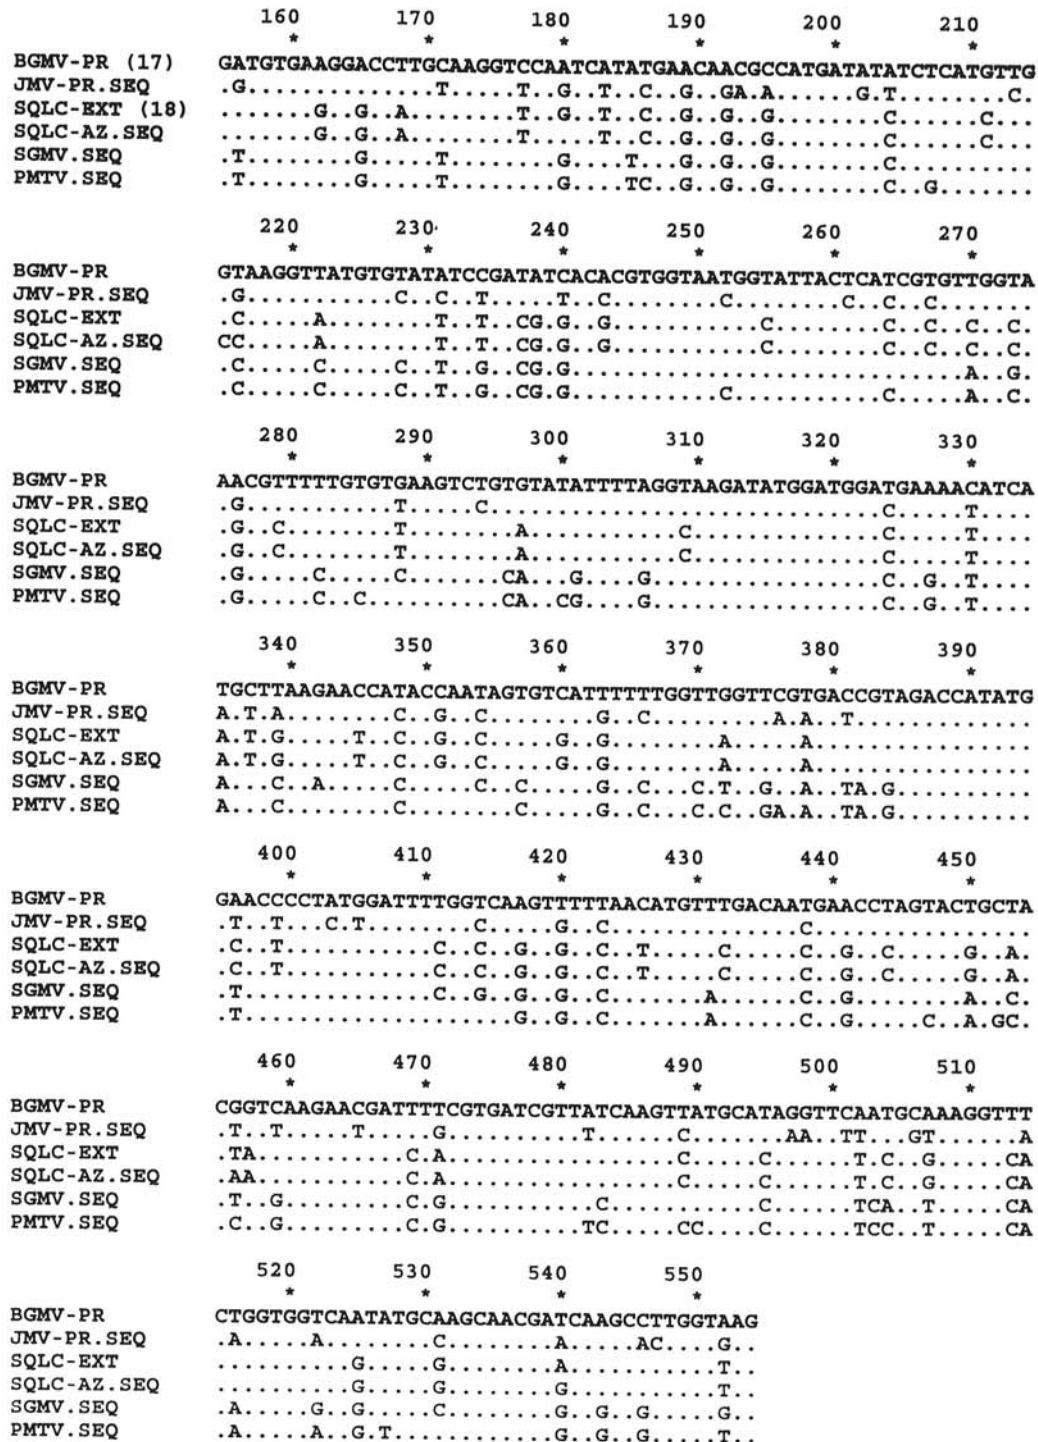 160 170 180 190 200 210
* * * * * *
BGMV-PR (17) GATGTGAAGGACCTTGCAAGGTCCAATCATATGAACAACGCCATGATATATCTCATGTTG
JMV-PR.SEQ .G..............T.....T..G..T..C..G..GA.A......G.T........C.
SQLC-EXT (18) .......G..G..A........T..G..T..C..G..G..G........C......C...
SQLC-AZ.SEQ .......G..G..A........T.....T..C..G..G..G........C......C...
SGMV.SEQ .T........G.....T........G....T...G..G..G........C..........
PMTV.SEQ .T........G.....T........G....TC..G..G..G........C..G.......
220 230 240 250 260 270
* * * * * *
BGMV-PR GTAAGGTTATGTGTATATCCGATATCACACGTGGTAATGGTATTACTCATCGTGTTGGTA
JMV-PR.SEQ .G...........C..C..T.....T..C........C........C..C..C.......
SQLC-EXT .C.....A........T..T..CG.G..G...........C........C..C..C..C.
SQLC-AZ.SEQ CC.....A........T..T..CG.G..G...........C........C..C..C..C.
SGMV.SEQ .C.....C.....C..T..G..CG.G.............................A..G.
PMTV.SEQ .C.....C.....C..T..G..CG.G...........C...........C.....A..C.
280 290 300 310 320 330
* * * * * *
BGMV-PR AACGTTTTTGTGTGAAGTCTGTGTATATTTTAGGTAAGATATGGATGGATGAAAACATCA
JMV-PR.SEQ .G...........T.....C.............................C.....T....
SQLC-EXT .G..C........T........A...........C..............C.....T....
SQLC-AZ.SEQ .G..C........T........A...........C..............C.....T....
SGMV.SEQ .G.....C.....C.......CA...G....G.................C..G..T....
PMTV.SEQ .G.....C..C..........CA..CG....G.................C..G..T....
340 350 360 370 380 390
* * * * * *
BGMV-PR TGCTTAAGAACCATACCAATAGTGTCATTTTTTGGTTGGTTCGTGACCGTAGACCATATG
JMV-PR.SEQ A.T.A........C..G..C........G..C.........A.A..T.............
SQLC-EXT A.T.G.....T..C..G..C.....G..G........A.....A................
SQLC-AZ.SEQ A.T.G.....T..C..G..C.....G..G........A.....A................
SGMV.SEQ A...C..A.....C.....C..C.....G..C...C.T..G..A..TA.G..........
PMTV.SEQ A...C........C........C.....G..C...C.C..GA.A..TA.G..........
400 410 420 430 440 450
* * * * * *
BGMV-PR GAACCCCTATGGATTTTGGTCAAGTTTTTAACATGTTTGACAATGAACCTAGTACTGCTA
JMV-PR.SEQ .T..T...C.T........C.....G..C..............C................
SQLC-EXT .C..T...........C..C..G..G..C..T.....C.....C..G..C.....G..A.
SQLC-AZ.SEQ .C..T...........C..C..G..G..C..T.....C.....C..G..C.....G..A.
SGMV.SEQ .T..............C..G..G..G..C.......A......C..G........A..C.
PMTV.SEQ .T....................G..G..C.......A......C..G.....C..A.GC.
460 470 480 490 500 510
* * * * * *
BGMV-PR CGGTCAAGAACGATTTTCGTGATCGTTATCAAGTTATGCATAGGTTCAATGCAAAGGTTT
JMV-PR.SEQ .T..T.....T.....G..........T......C.......AA..TT...GT.......A
SQLC-EXT .TA...........C.A.................C.....C......T.C..G......CA
SQLC-AZ.SEQ .AA...........C.A.................C.....C......T.C..G......CA
SGMV.SEQ .T..G.........C.G...........C...........C......TCA..T......CA
PMTV.SEQ .C..G.........C.G..........TC.....CC....C......TCC..T......CA
520 530 540 550
* * * *
BGMV-PR CTGGTGGTCAATATGCAAGCAACGATCAAGCCTTGGTAAG
JMV-PR.SEQ .A.....A........C........A.....AC....G..
SQLC-EXT ..........G.....G........A...........T..
SQLC-AZ.SEQ ..........G.....G........G...........T..
SGMV.SEQ .A.....G..G.....C........G..G..G.....G..
PMTV.SEQ .A.....A..G.T............G..G..G.....T..